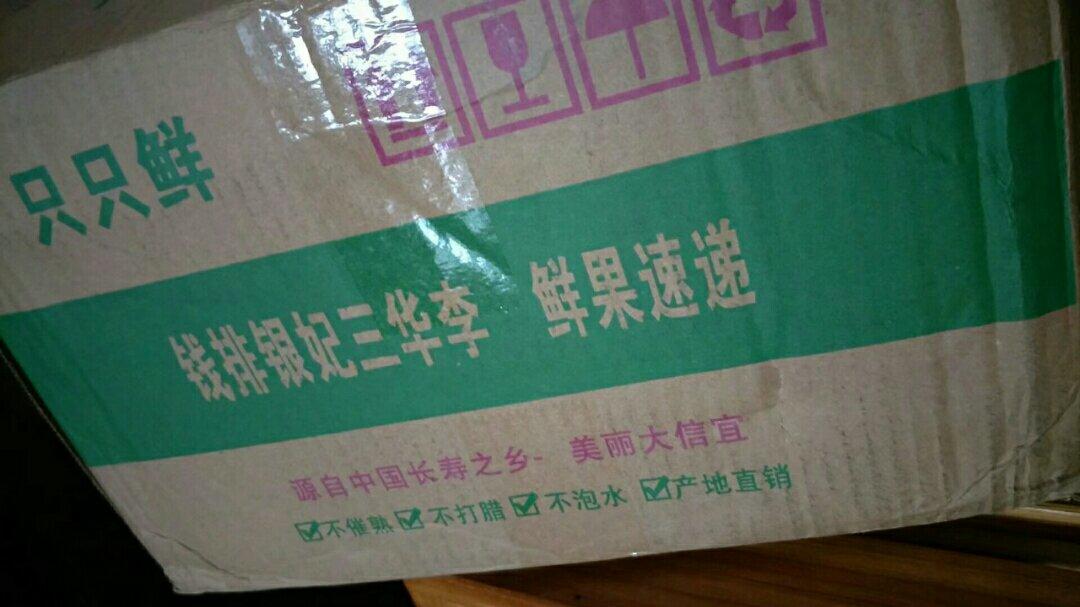 只只鲜
钱排银妃三华李 鲜果速递
源自中国长寿之乡- 美丽大信宜
☑不催熟☑不打腊☑不泡水 ☑产地直销